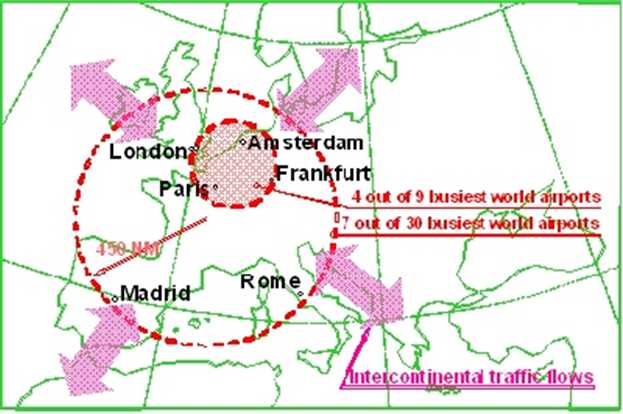 Amsterdam
London
Frankfurt
Paris
4 out of 9 busiest world airports
7 out of 30 busiest world airports
450 NM
Rome
Madrid
Intercontinental traffic flows